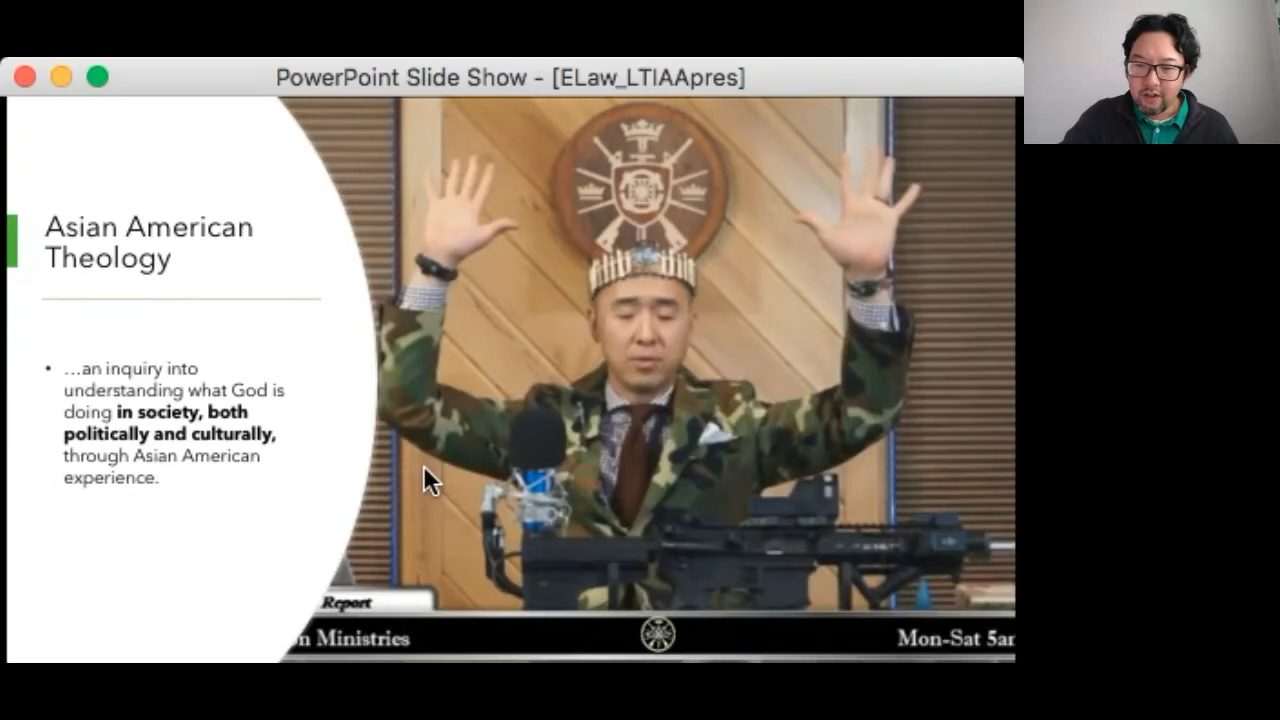 PowerPoint Slide Show - [ELaw_LTIAApres]
Asian American
Theology
• …an inquiry into
understanding what God is
doing in society, both
politically and culturally,
through Asian American
experience.
Report
Ministries
Mon-Sat